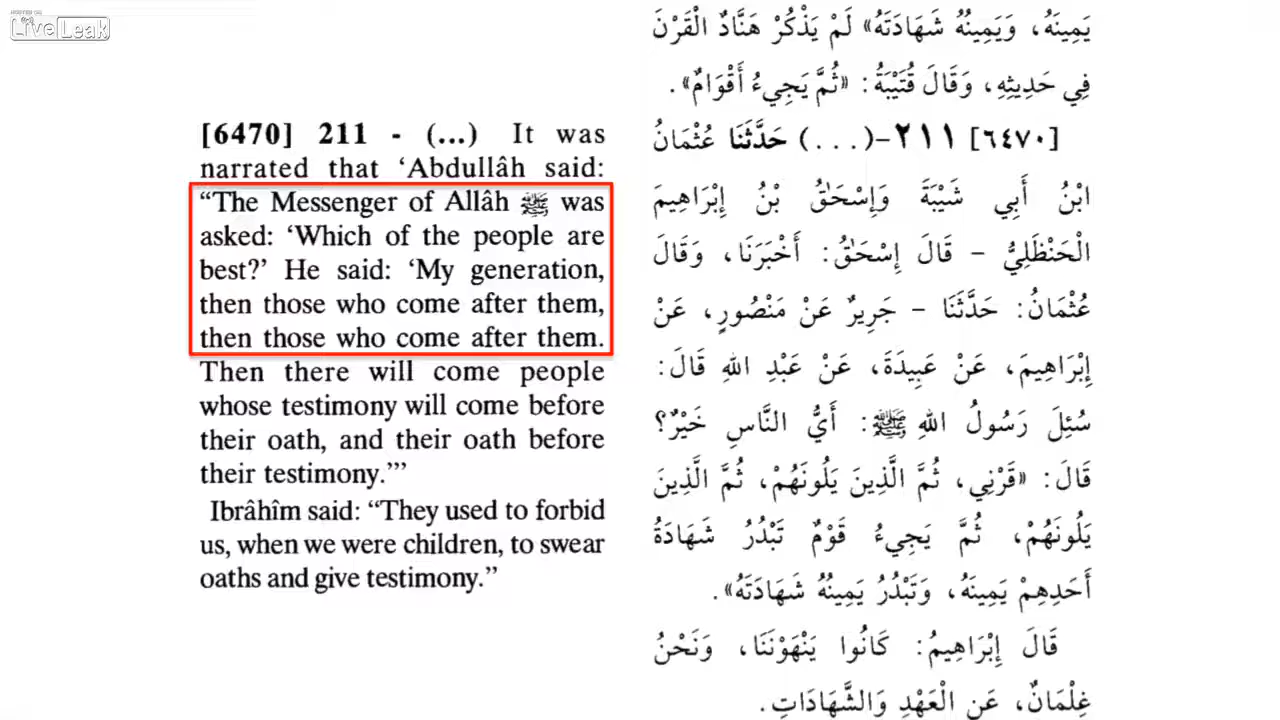 LiveLeak
[6470] 211 - (...) It was
narrated that ‘Abdullâh said:
“The Messenger of Allâh ﷺ was
asked: ‘Which of the people are
best?’ He said: ‘My generation,
then those who come after them,
then those who come after them.
Then there will come people
whose testimony will come before
their oath, and their oath before
their testimony.’”
Ibrâhîm said: “They used to forbid
us, when we were children, to swear
oaths and give testimony.”
يَمِينَهُ، وَيَمِينُهُ شَهَادَتَهُ» لَمْ يَذْكُرْ هَنَّادٌ الْقَرْنَ
فِي حَدِيثِهِ، وَقَالَ قُتَيْبَةُ: «ثُمَّ يَجِيءُ أَقْوَامٌ».
[٦٤٧٠] ٢١١-(...) حَدَّثَنَا عُثْمَانُ
ابْنُ أَبِي شَيْبَةَ وَإِسْحٰقُ بْنُ إِبْرَاهِيمَ
الْحَنْظَلِيُّ - قَالَ إِسْحٰقُ: أَخْبَرَنَا، وَقَالَ
عُثْمَانُ: حَدَّثَنَا - جَرِيرٌ عَنْ مَنْصُورٍ، عَنْ
إِبْرَاهِيمَ، عَنْ عَبِيدَةَ، عَنْ عَبْدِ اللهِ قَالَ:
سُئِلَ رَسُولُ اللهِ ﷺ: أَيُّ النَّاسِ خَيْرٌ؟
قَالَ: «قَرْنِي، ثُمَّ الَّذِينَ يَلُونَهُمْ، ثُمَّ الَّذِينَ
يَلُونَهُمْ، ثُمَّ يَجِيءُ قَوْمٌ تَبْدُرُ شَهَادَةُ
أَحَدِهِمْ يَمِينَهُ، وَتَبْدُرُ يَمِينُهُ شَهَادَتَهُ».
قَالَ إِبْرَاهِيمُ: كَانُوا يَنْهَوْنَنَا، وَنَحْنُ
غِلْمَانٌ، عَنِ الْعَهْدِ وَالشَّهَادَاتِ.